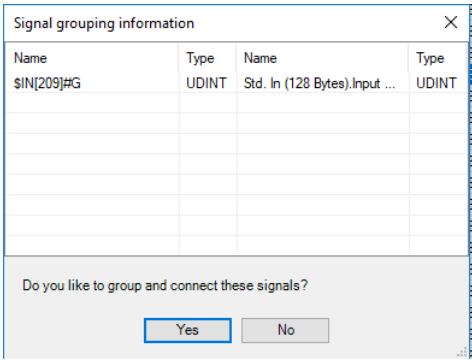 Signal grouping information
Name Type Name Type
$IN[209]#G UDINT Std. In (128 Bytes).Input ... UDINT
Do you like to group and connect these signals?
Yes No